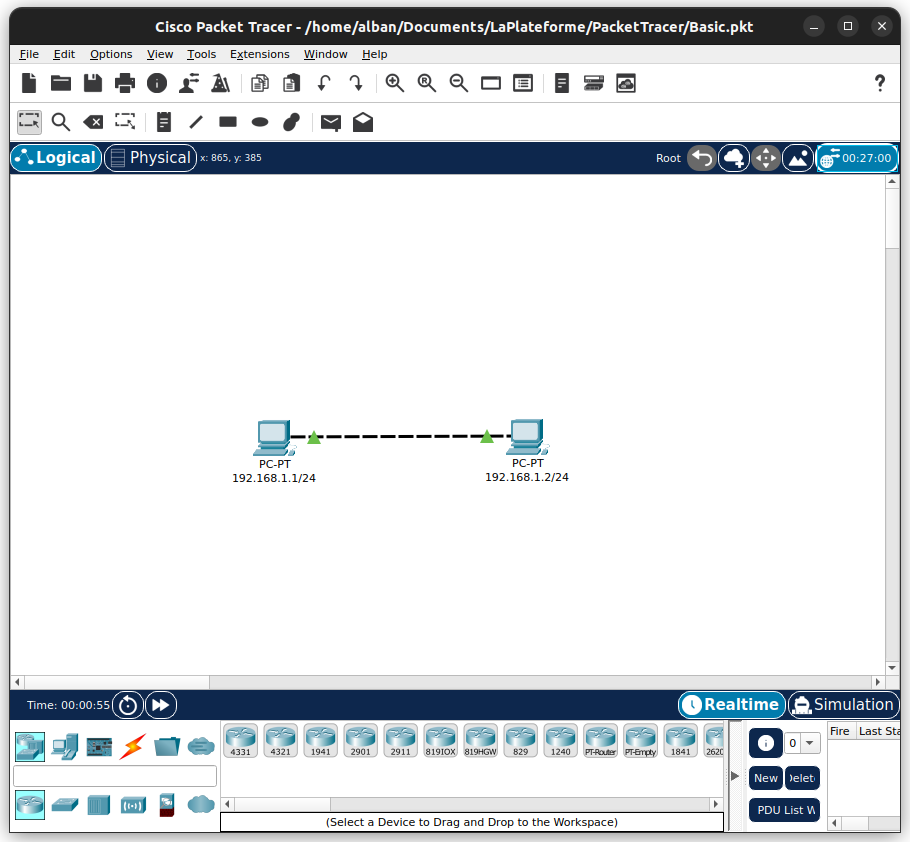 Cisco Packet Tracer - /home/alban/Documents/LaPlateforme/PacketTracer/Basic.pkt
File Edit Options View Tools Extensions Window Help
?
Logical Physical x: 865, y: 385 Root 00:27:00
PC-PT
192.168.1.1/24
PC-PT
192.168.1.2/24
Time: 00:00:55 Realtime Simulation
4331 4321 1941 2901 2911 819IOX 819HGW 829 1240 PT-Router PT-Empty 1841 2620
0
Fire Last Sta
New Delet
PDU List W
(Select a Device to Drag and Drop to the Workspace)